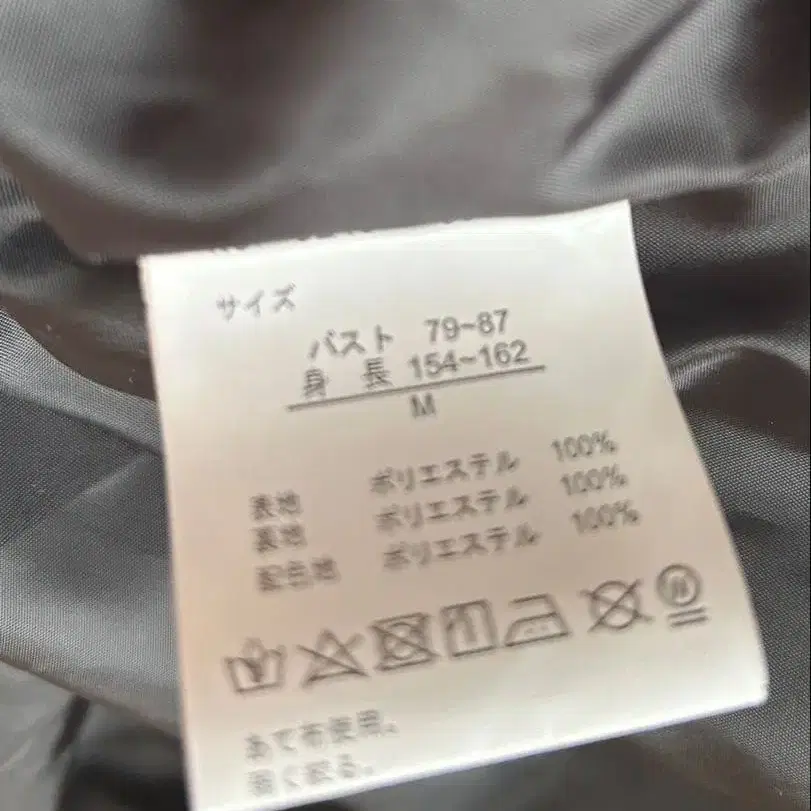 サイズ
バスト 79~87
身 長 154~162
M
表地 ポリエステル 100%
裏地 ポリエステル 100%
配色地 ポリエステル 100%
W
あて布使用。
弱く絞る。